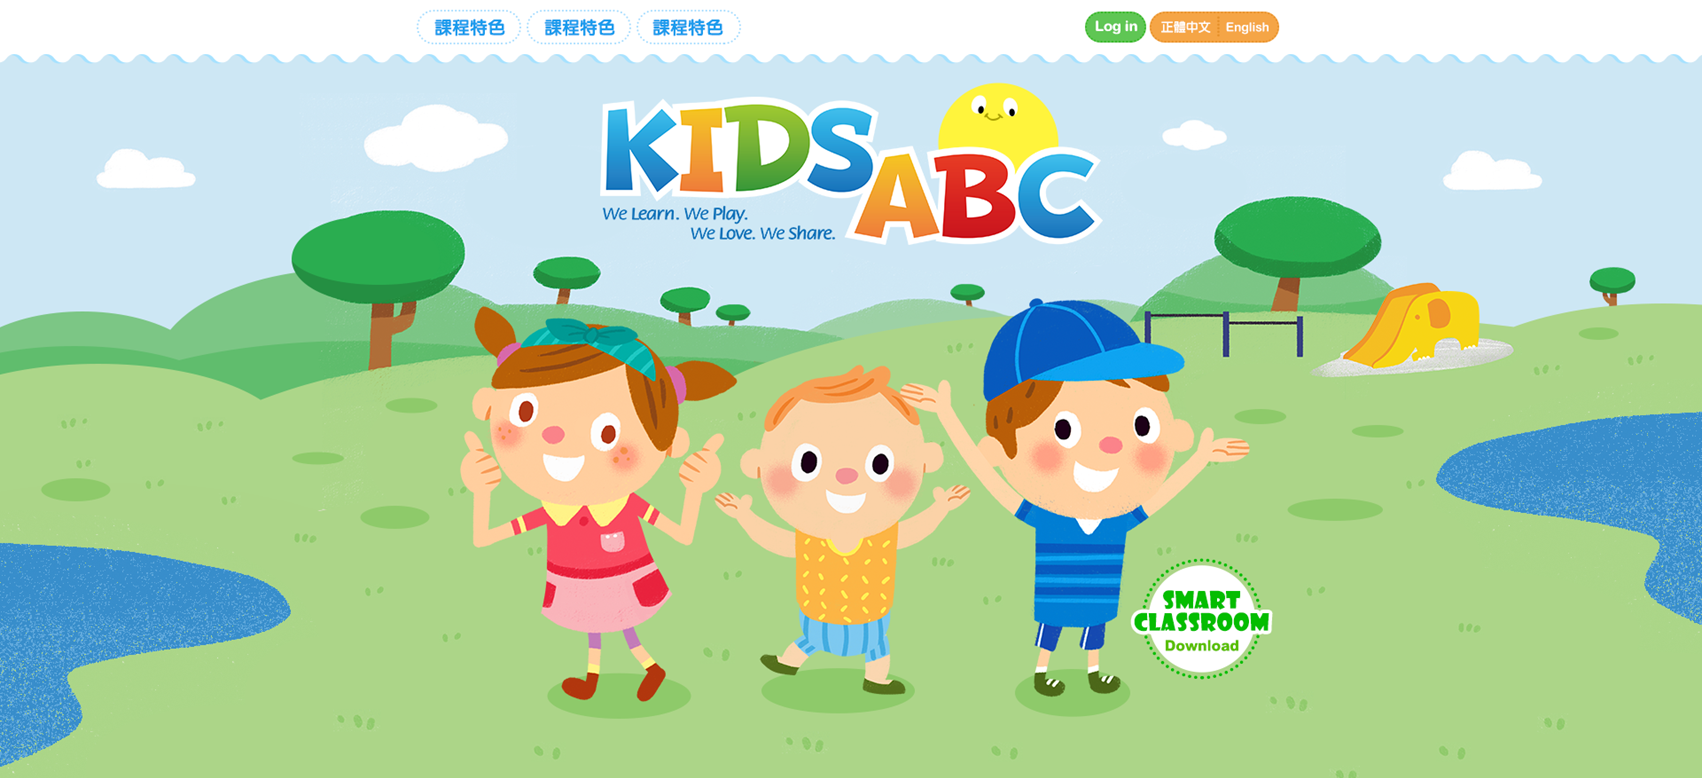 課程特色 課程特色 課程特色 Log in 正體中文 English
KIDS
ABC
We Learn. We Play.
We Love. We Share.
SMART
CLASSROOM
Download